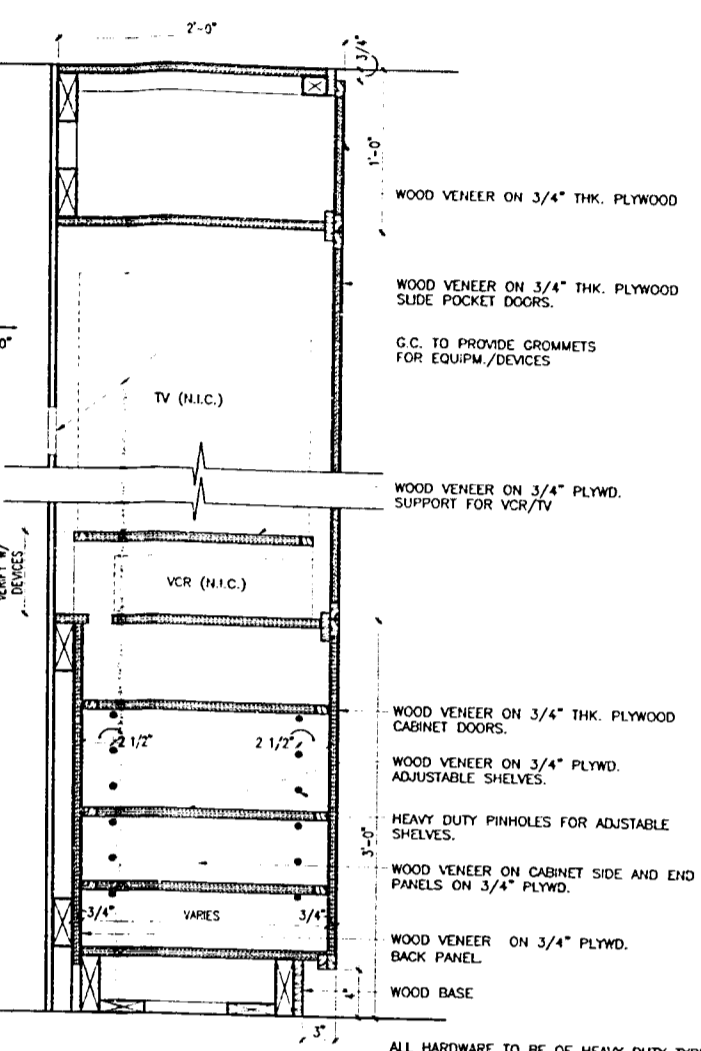 2'-0"
3/4"
1'-0"
WOOD VENEER ON 3/4" THK. PLYWOOD
WOOD VENEER ON 3/4" THK. PLYWOOD
SLIDE POCKET DOORS.
G.C. TO PROVIDE GROMMETS
FOR EQUIPM./DEVICES
0"
TV (N.I.C.)
WOOD VENEER ON 3/4" PLYWD.
SUPPORT FOR VCR/TV
VERIFY W/
DEVICES
VCR (N.I.C.)
WOOD VENEER ON 3/4" THK. PLYWOOD
CABINET DOORS.
2 1/2"
2 1/2"
WOOD VENEER ON 3/4" PLYWD.
ADJUSTABLE SHELVES.
HEAVY DUTY PINHOLES FOR ADJSTABLE
SHELVES.
3'-0"
WOOD VENEER ON CABINET SIDE AND END
PANELS ON 3/4" PLYWD.
3/4"
VARIES
3/4"
WOOD VENEER ON 3/4" PLYWD.
BACK PANEL
WOOD BASE
4"
3"
ALL HARDWARE TO BE OF HEAVY DUTY TYPE